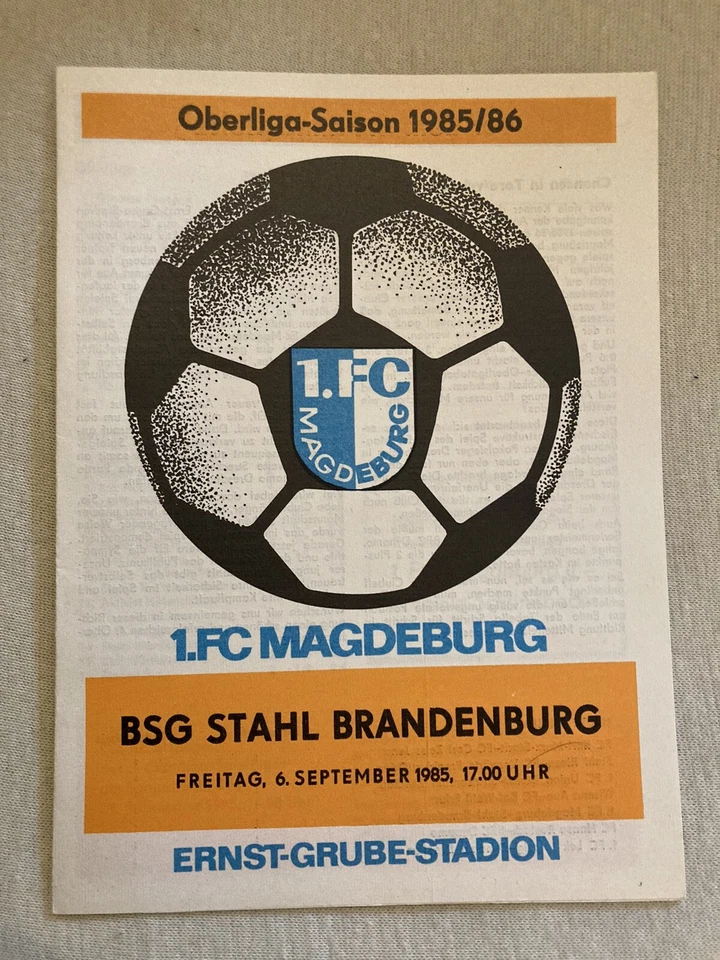 Oberliga-Saison 1985/86
1.FC
MAGDEBURG
1.FC MAGDEBURG
BSG STAHL BRANDENBURG
FREITAG, 6. SEPTEMBER 1985, 17.00 UHR
ERNST-GRUBE-STADION